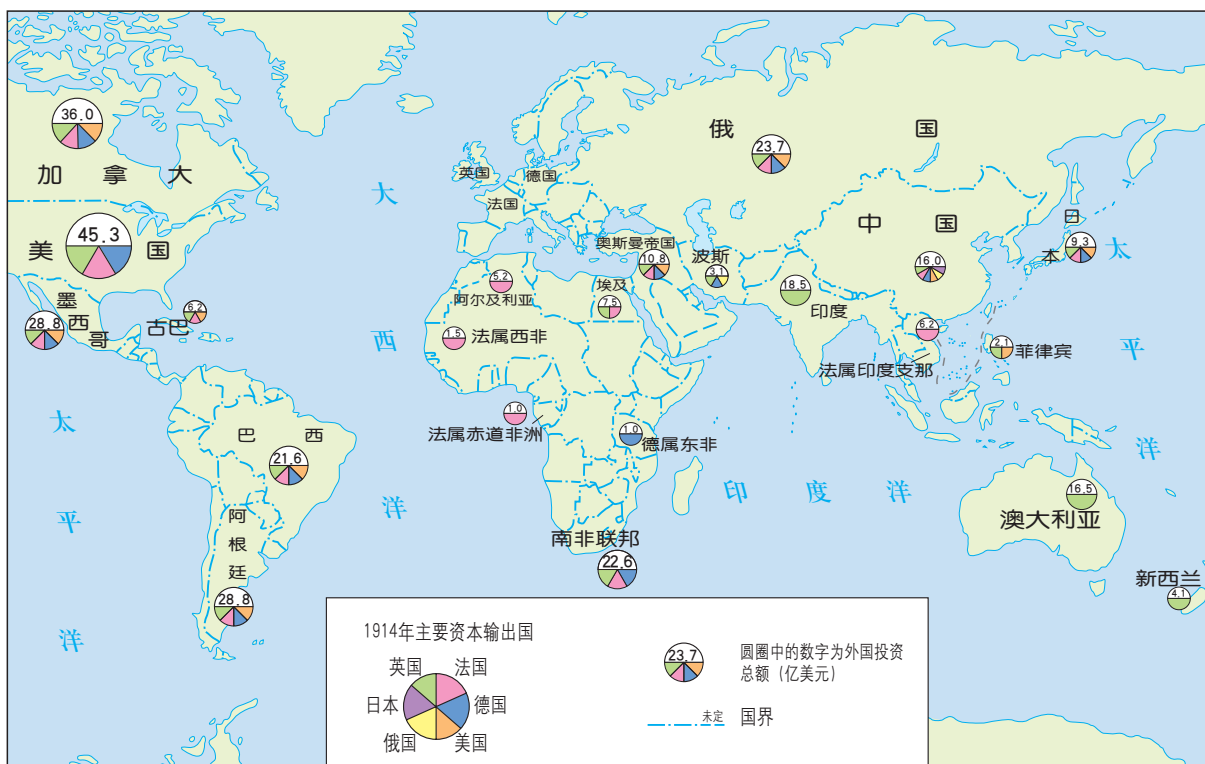 36.0
加拿大
45.3
美国
28.8
墨西哥
6.2
古巴
21.6
巴西
28.8
阿根廷
大西洋
太平洋
英国
德国
法国
俄国
23.7
奥斯曼帝国
10.8
波斯
3.1
中国
16.0
日本
9.3
太平洋
5.2
阿尔及利亚
埃及
7.5
18.5
印度
1.5
法属西非
6.2
法属印度支那
2.1
菲律宾
1.0
法属赤道非洲
1.0
德属东非
印度洋
南非联邦
22.6
16.5
澳大利亚
新西兰
4.1
1914年主要资本输出国
英国 法国
日本 德国
俄国 美国
23.7
圆圈中的数字为外国投资
总额（亿美元）
未定 国界